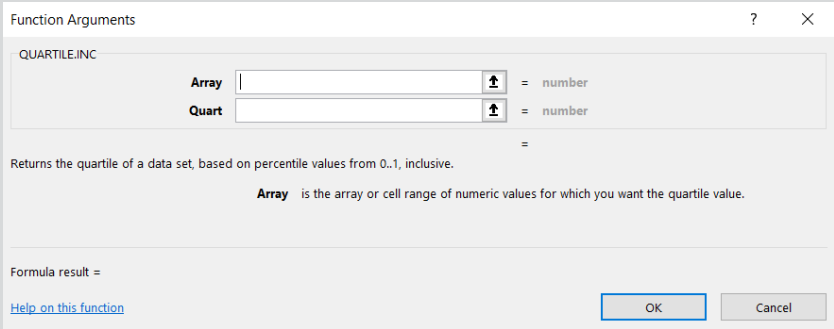 Function Arguments ? ×
QUARTILE.INC
Array = number
Quart = number
=
Returns the quartile of a data set, based on percentile values from 0..1, inclusive.
Array is the array or cell range of numeric values for which you want the quartile value.
Formula result =
Help on this function OK Cancel